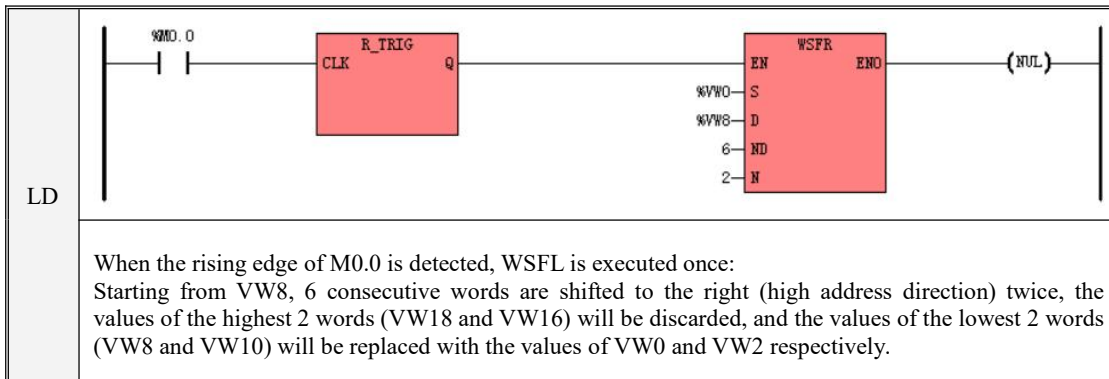 %M0.0
R_TRIG
WSFR
CLK Q
EN ENO
(NUL)
%VW0 S
%VW8 D
6 ND
2 N
LD
When the rising edge of M0.0 is detected, WSFL is executed once:
Starting from VW8, 6 consecutive words are shifted to the right (high address direction) twice, the
values of the highest 2 words (VW18 and VW16) will be discarded, and the values of the lowest 2 words
(VW8 and VW10) will be replaced with the values of VW0 and VW2 respectively.